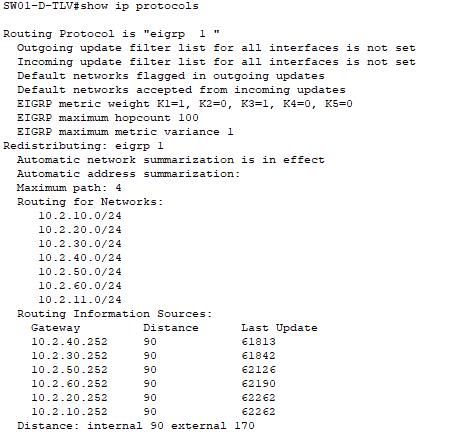 SW01-D-TLV#show ip protocols
Routing Protocol is "eigrp  1 "
Outgoing update filter list for all interfaces is not set
Incoming update filter list for all interfaces is not set
Default networks flagged in outgoing updates
Default networks accepted from incoming updates
EIGRP metric weight K1=1, K2=0, K3=1, K4=0, K5=0
EIGRP maximum hopcount 100
EIGRP maximum metric variance 1
Redistributing: eigrp 1
Automatic network summarization is in effect
Automatic address summarization:
Maximum path: 4
Routing for Networks:
10.2.10.0/24
10.2.20.0/24
10.2.30.0/24
10.2.40.0/24
10.2.50.0/24
10.2.60.0/24
10.2.11.0/24
Routing Information Sources:
Gateway Distance Last Update
10.2.40.252 90 61813
10.2.30.252 90 61842
10.2.50.252 90 62126
10.2.60.252 90 62190
10.2.20.252 90 62262
10.2.10.252 90 62262
Distance: internal 90 external 170